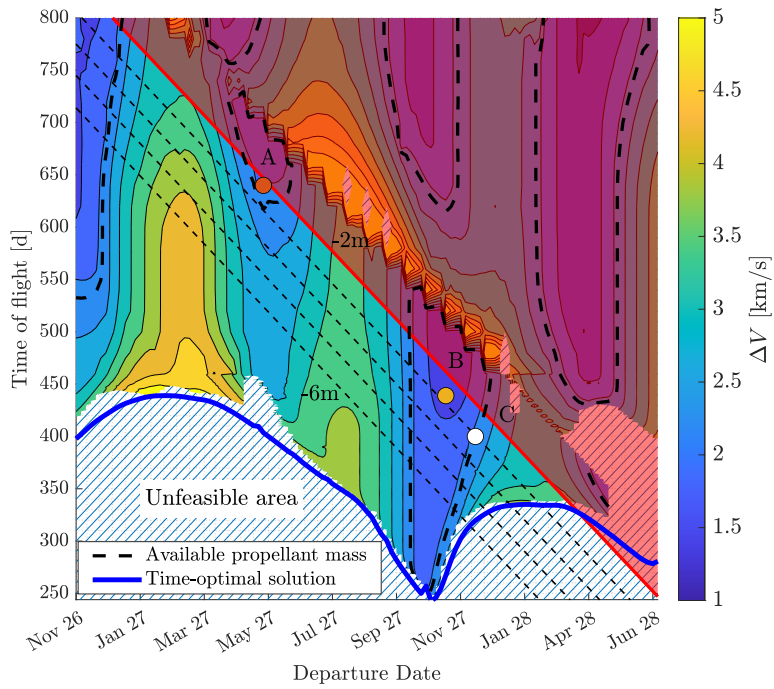 800
750
700
650
600
550
500
450
400
350
300
250
Time of flight [d]
A
-2m
B
-6m
C
Unfeasible area
Available propellant mass
Time-optimal solution
Nov 26
Jan 27
Mar 27
May 27
Jul 27
Sep 27
Nov 27
Jan 28
Apr 28
Jun 28
Departure Date
5
4.5
4
3.5
3
2.5
2
1.5
1
ΔV [km/s]